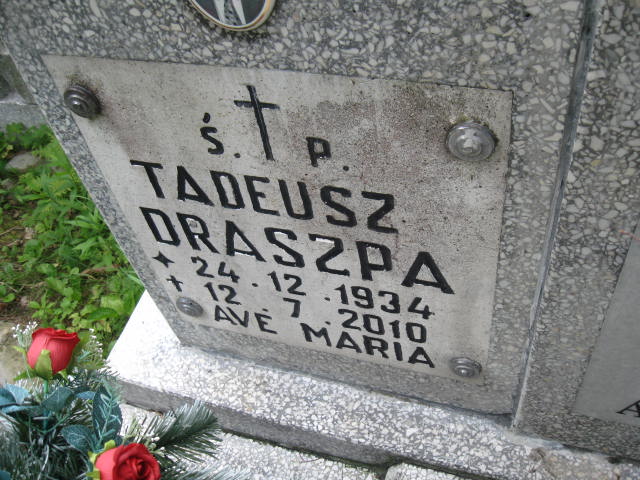 Ś. P.
TADEUSZ
DRASZPA
24.12.1934
12.7.2010
AVE MARIA